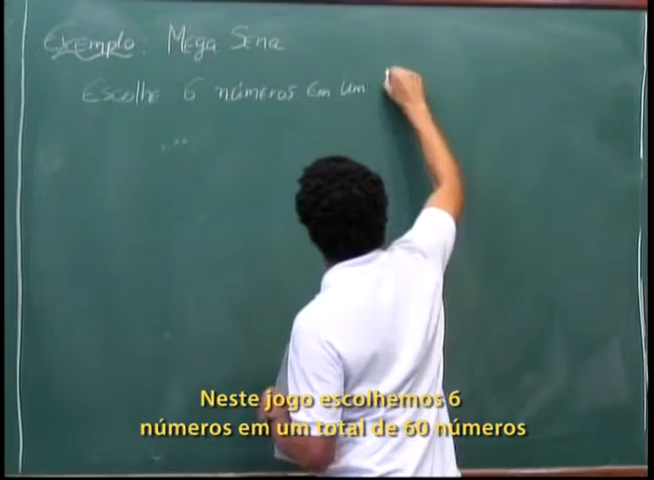 Exemplo: Mega Sena
Escolhe 6 números em um
Neste jogo escolhemos 6
números em um total de 60 números